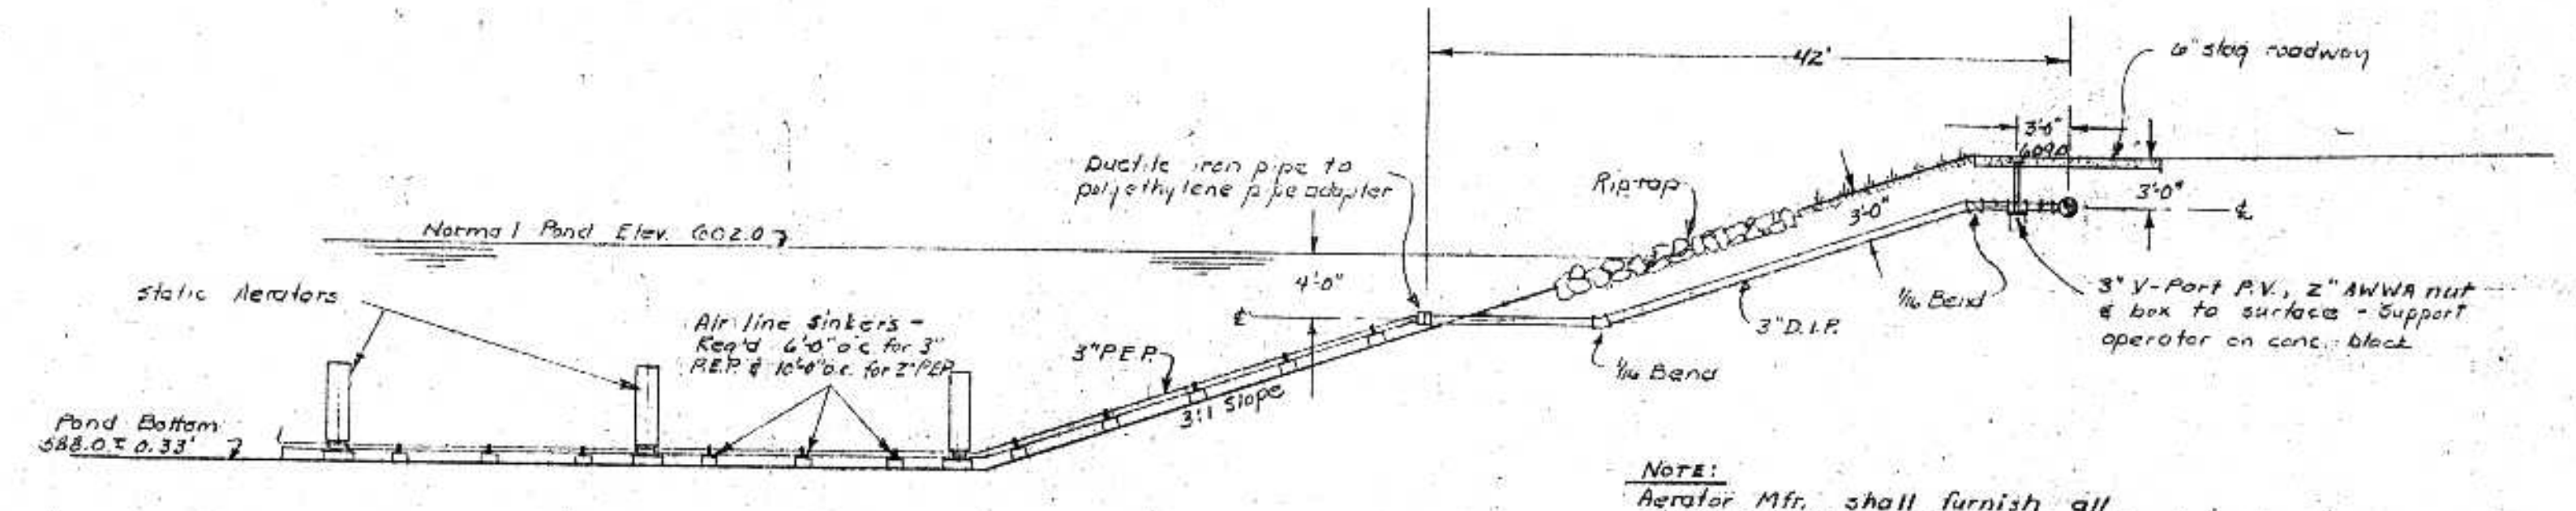 42'
6" slag roadway
3'-0"
609.0
Ductile iron pipe to
polyethylene pipe adapter
Rip-rap
3'-0"
3'-0"
℄
Normal Pond Elev. 602.0
4'-0"
℄
Static Aerators
Air line sinkers -
Req'd 6'-0" o.c. for 3"
P.E.P. & 10'-0" o.c. for 2" PEP
3" P.E.P.
1/16 Bend
3" V-Port P.V., 2" AWWA nut
& box to surface - Support
operator on conc. block
3" D.I.P.
1/16 Bend
3:1 Slope
Pond Bottom
588.0 ± 0.33'
NOTE:
Aerator Mfr. shall furnish all